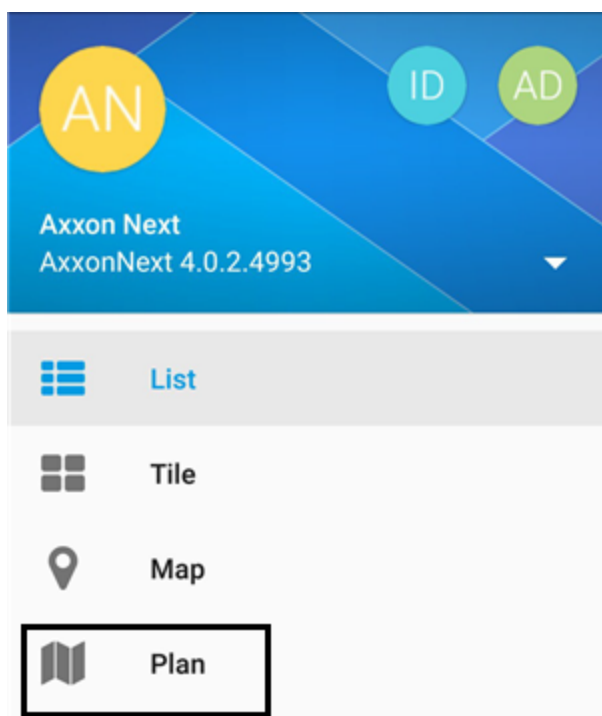 AN
ID
AD
Axxon Next
AxxonNext 4.0.2.4993
List
Tile
Map
Plan